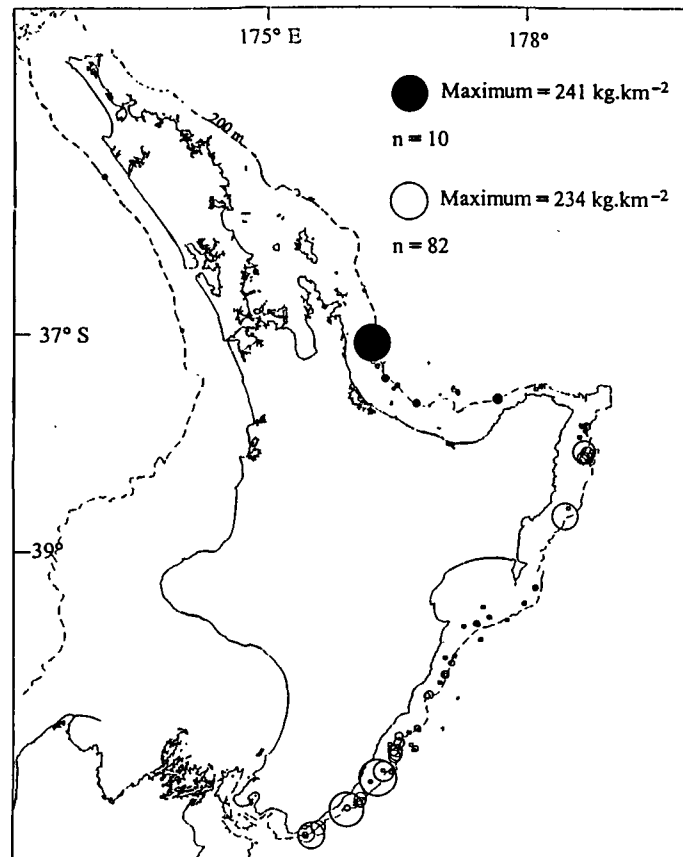 175° E
178°
Maximum = 241 kg.km⁻²
n = 10
200 m
Maximum = 234 kg.km⁻²
n = 82
37° S
39°